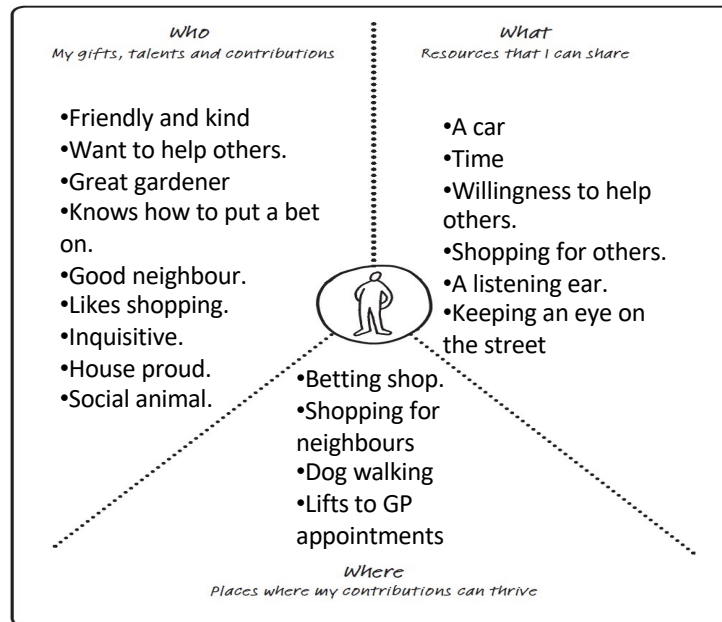 Who
My gifts, talents and contributions
•Friendly and kind
•Want to help others.
•Great gardener
•Knows how to put a bet
on.
•Good neighbour.
•Likes shopping.
•Inquisitive.
•House proud.
•Social animal.
What
Resources that I can share
•A car
•Time
•Willingness to help
others.
•Shopping for others.
•A listening ear.
•Keeping an eye on
the street
•Betting shop.
•Shopping for
neighbours
•Dog walking
•Lifts to GP
appointments
Where
Places where my contributions can thrive